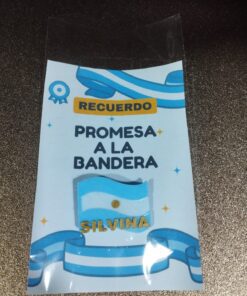 RECUERDO
PROMESA
A LA
BANDERA
SILVINA